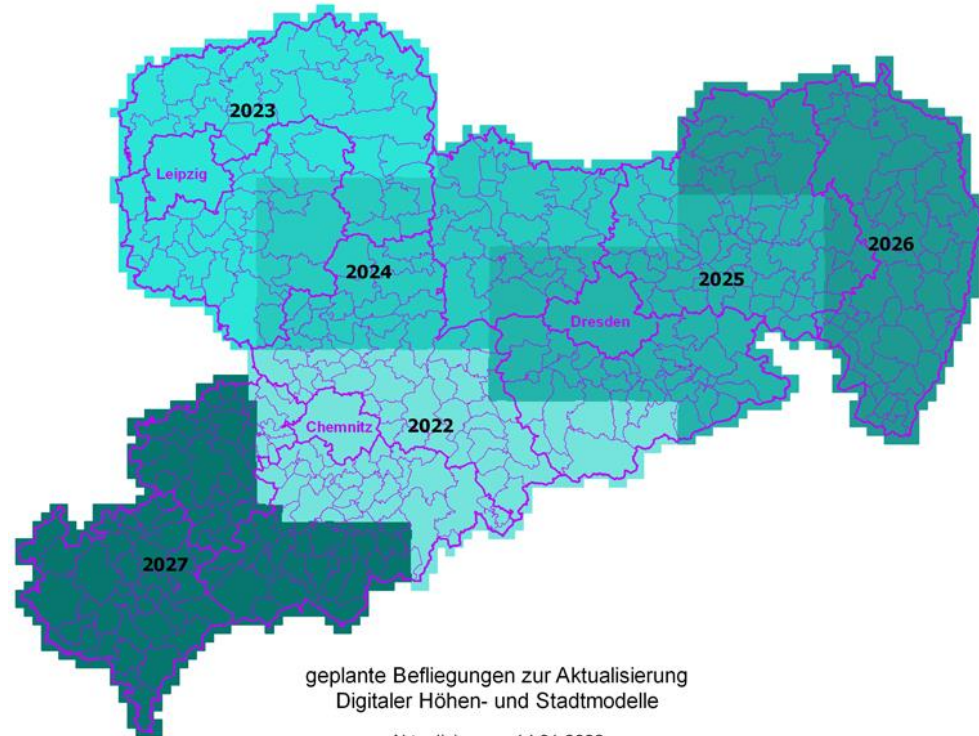 2023
Leipzig
2026
2024
2025
Dresden
Chemnitz
2022
2027
geplante Befliegungen zur Aktualisierung
Digitaler Höhen- und Stadtmodelle